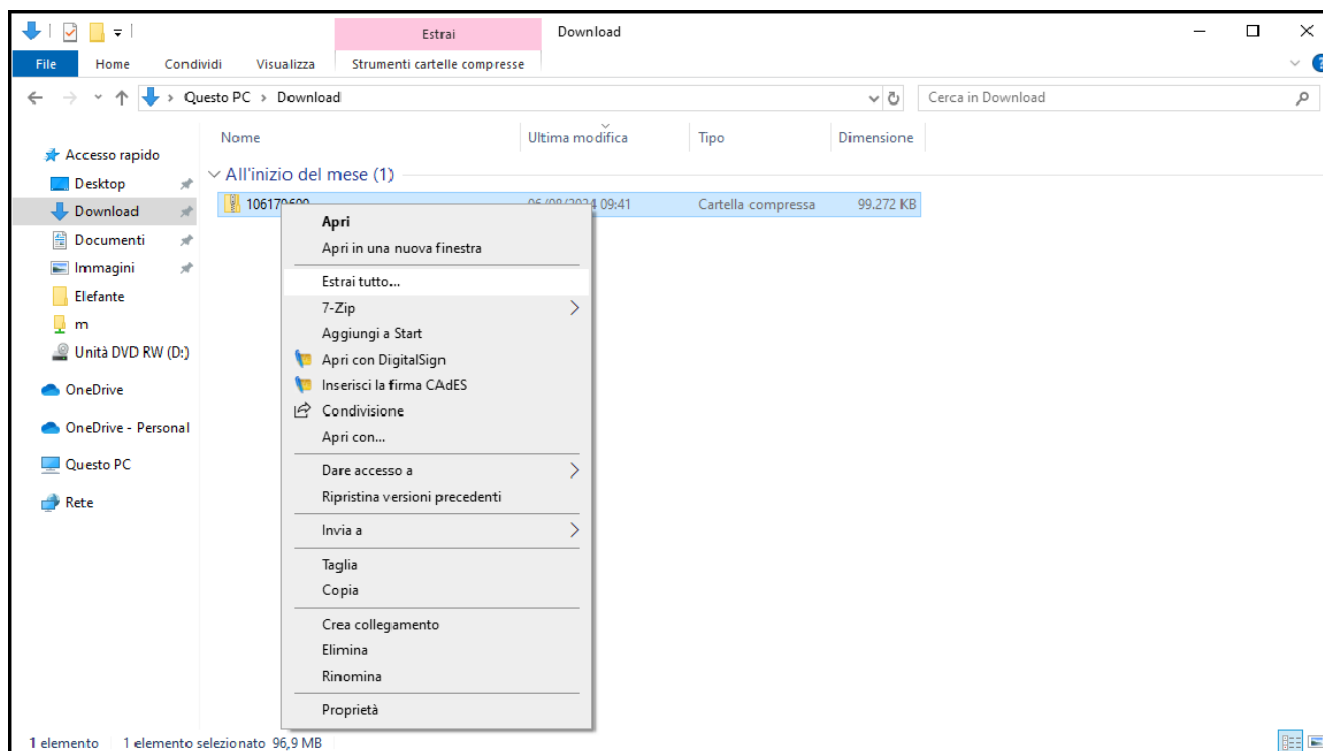 Estrai Download
File Home Condividi Visualizza Strumenti cartelle compresse
Questo PC > Download Cerca in Download
Nome Ultima modifica Tipo Dimensione
Accesso rapido
All'inizio del mese (1)
Desktop
Download
Documenti
Immagini
Elefante
m
Unità DVD RW (D:)
OneDrive
OneDrive - Personal
Questo PC
Rete
09:41 Cartella compressa 99.272 KB
Apri
Apri in una nuova finestra
Estrai tutto...
7-Zip
Aggiungi a Start
Apri con DigitalSign
Inserisci la firma CAdES
Condivisione
Apri con...
Dare accesso a
Ripristina versioni precedenti
Invia a
Taglia
Copia
Crea collegamento
Elimina
Rinomina
Proprietà
1 elemento 1 elemento selezionato 96,9 MB